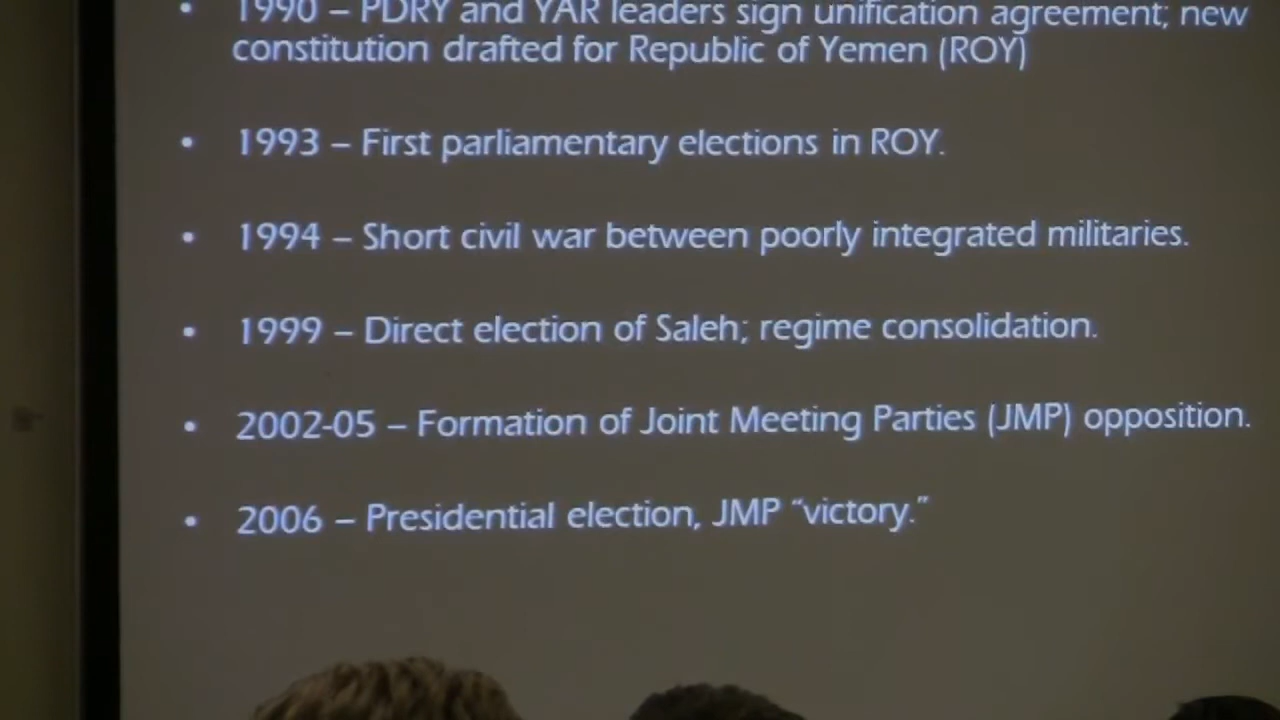 • 1990 – PDRY and YAR leaders sign unification agreement; new
constitution drafted for Republic of Yemen (ROY)
• 1993 – First parliamentary elections in ROY.
• 1994 – Short civil war between poorly integrated militaries.
• 1999 – Direct election of Saleh; regime consolidation.
• 2002-05 – Formation of Joint Meeting Parties (JMP) opposition.
• 2006 – Presidential election, JMP “victory.”